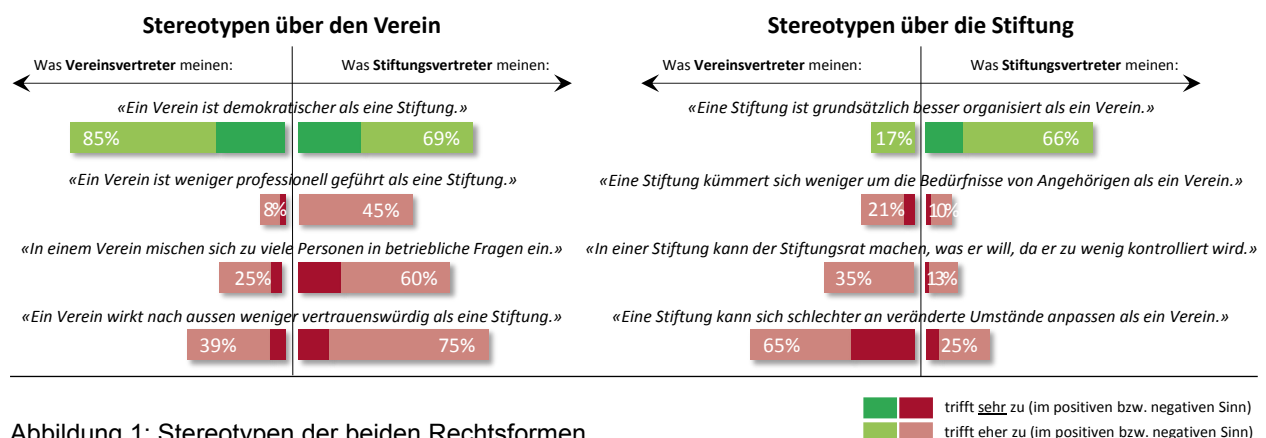 Stereotypen über den Verein
Was Vereinsvertreter meinen:
Was Stiftungsvertreter meinen:
«Ein Verein ist demokratischer als eine Stiftung.»
85%
69%
«Ein Verein ist weniger professionell geführt als eine Stiftung.»
8%
45%
«In einem Verein mischen sich zu viele Personen in betriebliche Fragen ein.»
25%
60%
«Ein Verein wirkt nach aussen weniger vertrauenswürdig als eine Stiftung.»
39%
75%
Stereotypen über die Stiftung
Was Vereinsvertreter meinen:
Was Stiftungsvertreter meinen:
«Eine Stiftung ist grundsätzlich besser organisiert als ein Verein.»
17%
66%
«Eine Stiftung kümmert sich weniger um die Bedürfnisse von Angehörigen als ein Verein.»
21%
10%
«In einer Stiftung kann der Stiftungsrat machen, was er will, da er zu wenig kontrolliert wird.»
35%
13%
«Eine Stiftung kann sich schlechter an veränderte Umstände anpassen als ein Verein.»
65%
25%
trifft sehr zu (im positiven bzw. negativen Sinn)
trifft eher zu (im positiven bzw. negativen Sinn)
Abbildung 1: Stereotypen der beiden Rechtsformen